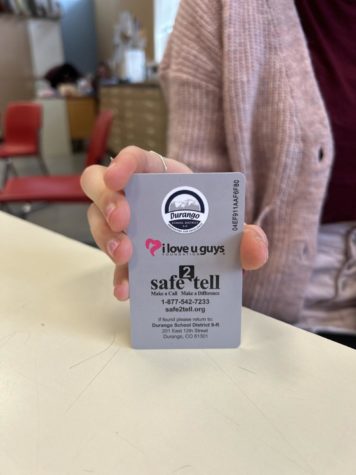 Durango
04EF911AAF6F80
i love u guys
FOUNDATION
safe2tell
Make a Call Make a Difference
1-877-542-7233
safe2tell.org
If found please return to:
Durango School District 9-R
201 East 12th Street
Durango, CO 81301